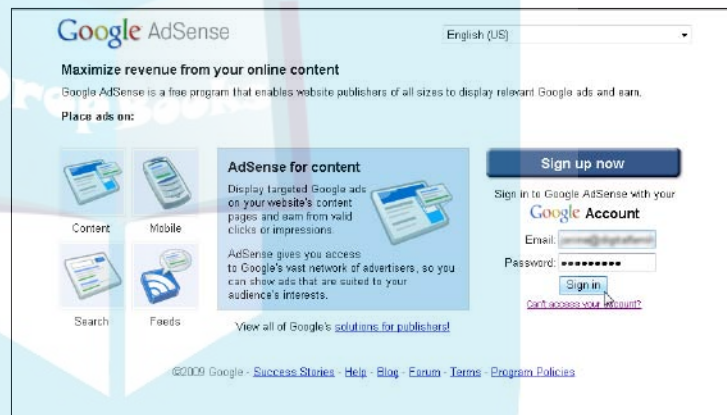 Google AdSense
English (US)
Maximize revenue from your online content
Google AdSense is a free program that enables website publishers of all sizes to display relevant Google ads and earn.
Place ads on:
Content
Mobile
Search
Feeds
AdSense for content
Display targeted Google ads
on your website's content
pages and earn from valid
clicks or impressions.
AdSense gives you access
to Google's vast network of advertisers, so you
can show ads that are suited to your
audience's interests.
View all of Google's solutions for publishers!
Sign up now
Sign in to Google AdSense with your
Google Account
Email:
Password:
Sign in
Can't access your account?
©2009 Google - Success Stories - Help - Blog - Forum - Terms - Program Policies